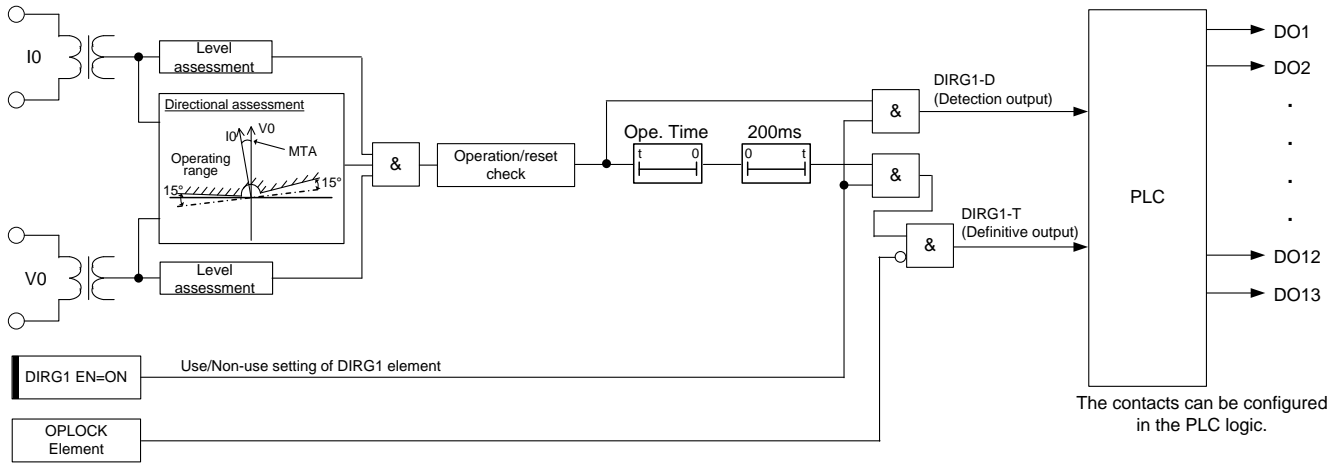 I0
Level
assessment
Directional assessment
I0
V0
MTA
Operating
range
15°
15°
&
Operation/reset
check
Ope. Time
t
0
200ms
0
t
&
DIRG1-D
(Detection output)
&
&
DIRG1-T
(Definitive output)
PLC
DO1
DO2
.
.
.
.
DO12
DO13
V0
Level
assessment
DIRG1 EN=ON
Use/Non-use setting of DIRG1 element
OPLOCK
Element
The contacts can be configured
in the PLC logic.